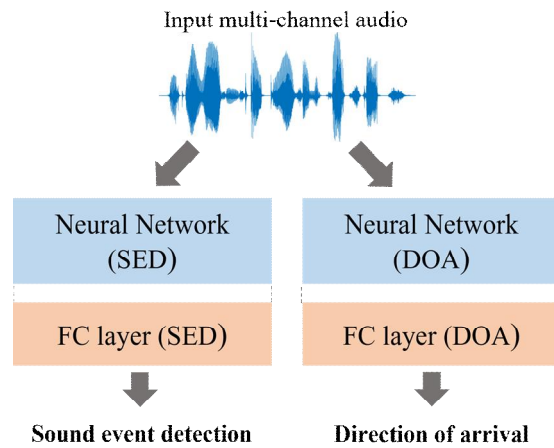 Input multi-channel audio
Neural Network
(SED)
Neural Network
(DOA)
FC layer (SED)
FC layer (DOA)
Sound event detection
Direction of arrival